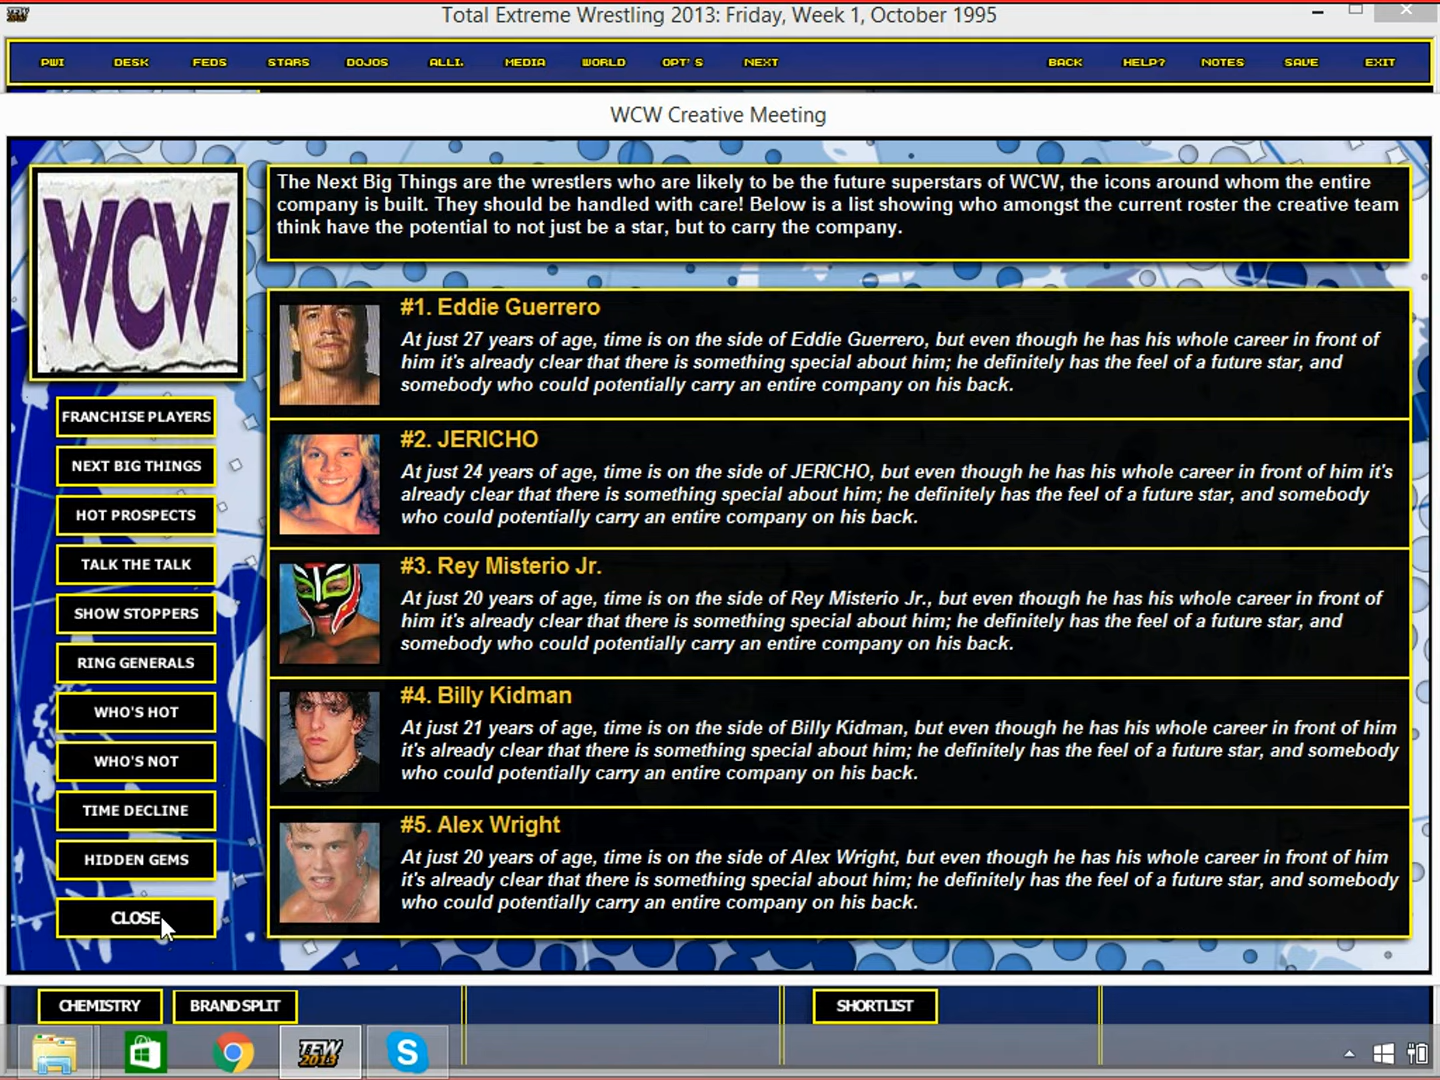 Total Extreme Wrestling 2013: Friday, Week 1, October 1995
PWI DESK FEDS STARS DOJOS ALLI. MEDIA WORLD OPT'S NEXT BACK HELP? NOTES SAVE EXIT
WCW Creative Meeting
WCW
The Next Big Things are the wrestlers who are likely to be the future superstars of WCW, the icons around whom the entire
company is built. They should be handled with care! Below is a list showing who amongst the current roster the creative team
think have the potential to not just be a star, but to carry the company.
FRANCHISE PLAYERS
NEXT BIG THINGS
HOT PROSPECTS
TALK THE TALK
SHOW STOPPERS
RING GENERALS
WHO'S HOT
WHO'S NOT
TIME DECLINE
HIDDEN GEMS
CLOSE
#1. Eddie Guerrero
At just 27 years of age, time is on the side of Eddie Guerrero, but even though he has his whole career in front of
him it's already clear that there is something special about him; he definitely has the feel of a future star, and
somebody who could potentially carry an entire company on his back.
#2. JERICHO
At just 24 years of age, time is on the side of JERICHO, but even though he has his whole career in front of him it's
already clear that there is something special about him; he definitely has the feel of a future star, and somebody
who could potentially carry an entire company on his back.
#3. Rey Misterio Jr.
At just 20 years of age, time is on the side of Rey Misterio Jr., but even though he has his whole career in front of
him it's already clear that there is something special about him; he definitely has the feel of a future star, and
somebody who could potentially carry an entire company on his back.
#4. Billy Kidman
At just 21 years of age, time is on the side of Billy Kidman, but even though he has his whole career in front of him
it's already clear that there is something special about him; he definitely has the feel of a future star, and somebody
who could potentially carry an entire company on his back.
#5. Alex Wright
At just 20 years of age, time is on the side of Alex Wright, but even though he has his whole career in front of him
it's already clear that there is something special about him; he definitely has the feel of a future star, and somebody
who could potentially carry an entire company on his back.
CHEMISTRY BRAND SPLIT SHORTLIST
TEW
2013